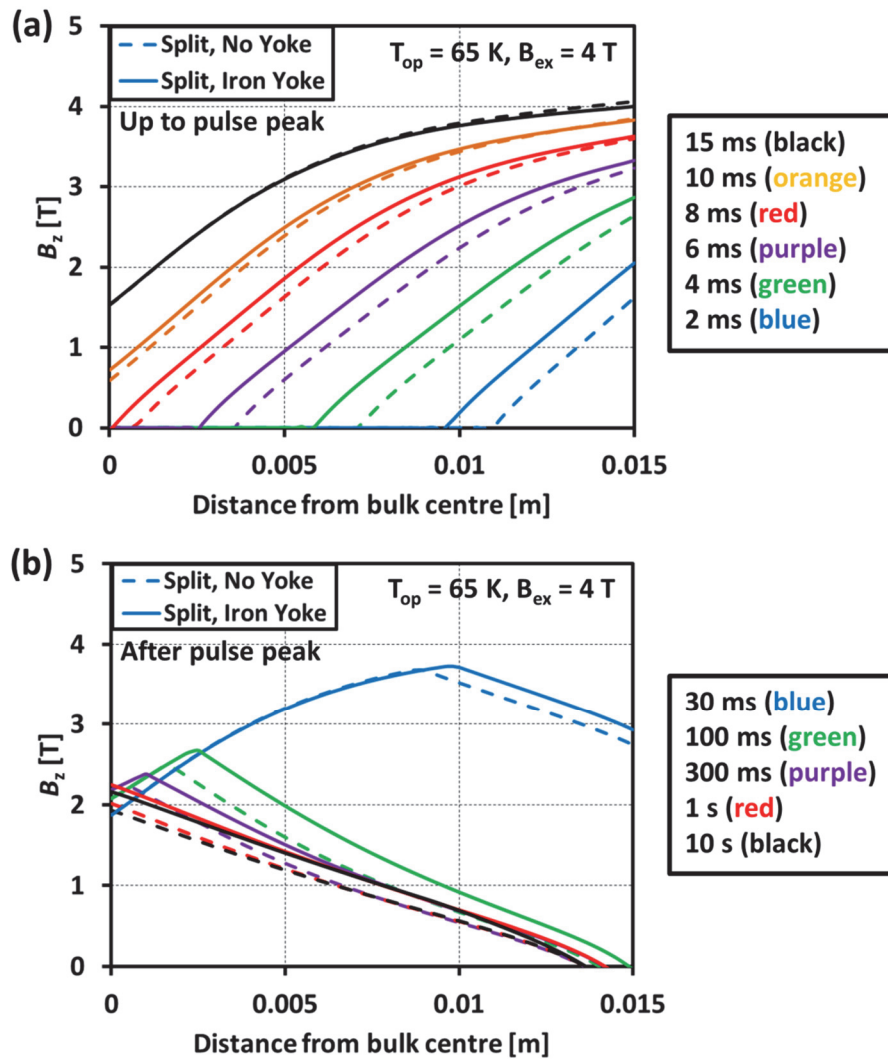 (a)
5
4
3
2
1
0
B_z [T]
Split, No Yoke
Split, Iron Yoke
T_op = 65 K, B_ex = 4 T
Up to pulse peak
0
0.005
0.01
0.015
Distance from bulk centre [m]
15 ms (black)
10 ms (orange)
8 ms (red)
6 ms (purple)
4 ms (green)
2 ms (blue)
(b)
5
4
3
2
1
0
B_z [T]
Split, No Yoke
Split, Iron Yoke
T_op = 65 K, B_ex = 4 T
After pulse peak
0
0.005
0.01
0.015
Distance from bulk centre [m]
30 ms (blue)
100 ms (green)
300 ms (purple)
1 s (red)
10 s (black)